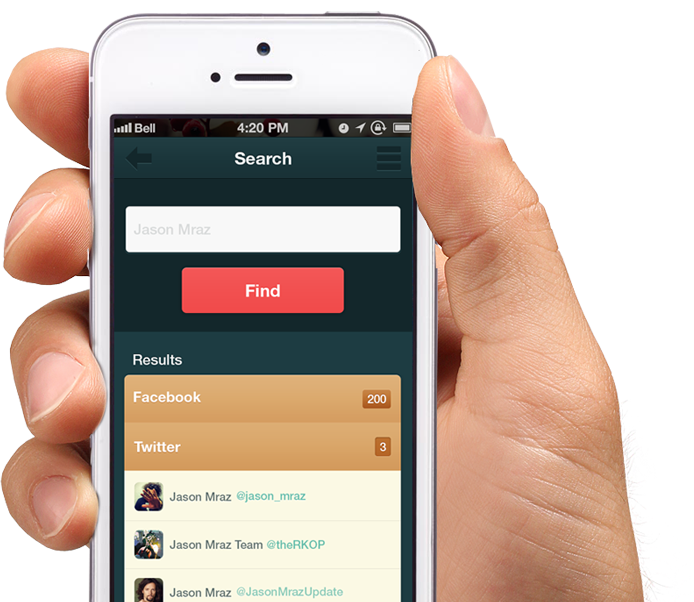 Bell 4:20 PM
Search
Jason Mraz
Find
Results
Facebook 200
Twitter 3
Jason Mraz @jason_mraz
Jason Mraz Team @theRKOP
Jason Mraz @JasonMrazUpdate